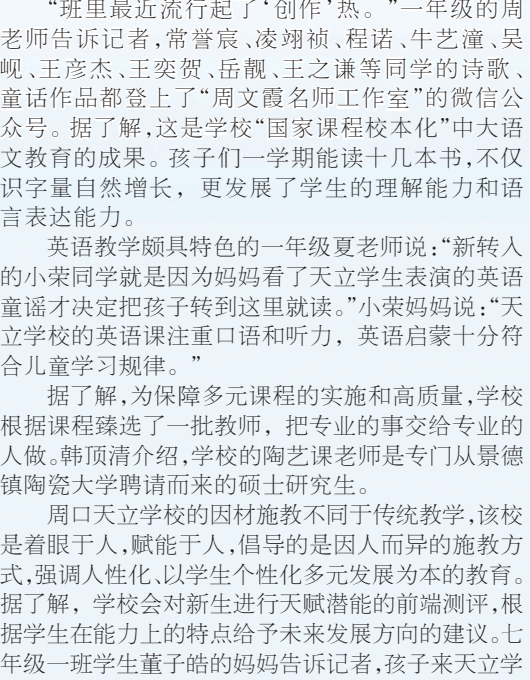 “班里最近流行起了‘创作’热。”一年级的周
老师告诉记者,常誉宸、凌翊祯、程诺、牛艺潼、吴
岘、王彦杰、王奕贺、岳靓、王之谦等同学的诗歌、
童话作品都登上了“周文霞名师工作室”的微信公
众号。据了解,这是学校“国家课程校本化”中大语
文教育的成果。孩子们一学期能读十几本书,不仅
识字量自然增长，更发展了学生的理解能力和语
言表达能力。
英语教学颇具特色的一年级夏老师说:“新转入
的小荣同学就是因为妈妈看了天立学生表演的英语
童谣才决定把孩子转到这里就读。”小荣妈妈说:“天
立学校的英语课注重口语和听力，英语启蒙十分符
合儿童学习规律。”
据了解,为保障多元课程的实施和高质量,学校
根据课程臻选了一批教师，把专业的事交给专业的
人做。韩顶清介绍,学校的陶艺课老师是专门从景德
镇陶瓷大学聘请而来的硕士研究生。
周口天立学校的因材施教不同于传统教学,该校
是着眼于人,赋能于人,倡导的是因人而异的施教方
式,强调人性化、以学生个性化多元发展为本的教育。
据了解，学校会对新生进行天赋潜能的前端测评,根
据学生在能力上的特点给予未来发展方向的建议。七
年级一班学生董子皓的妈妈告诉记者,孩子来天立学